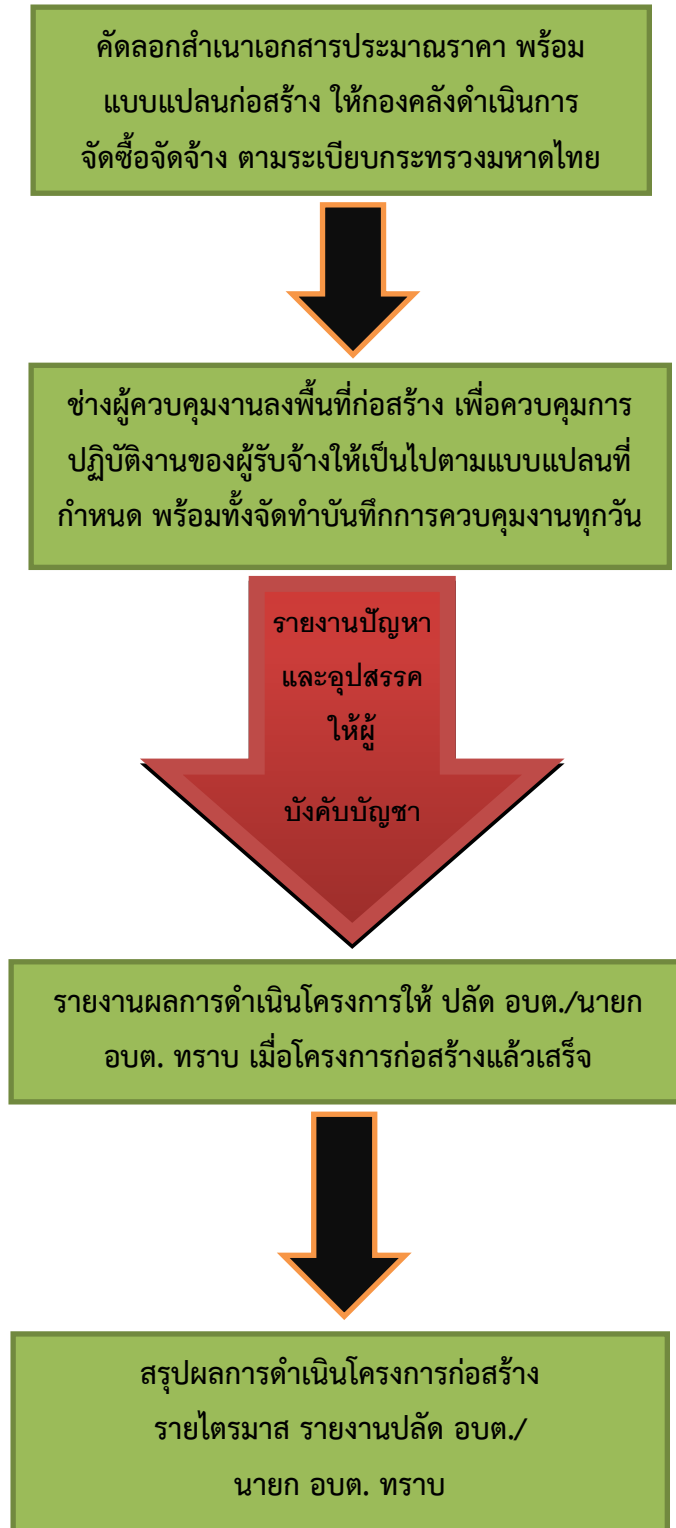 คัดลอกสำเนาเอกสารประมาณราคา พร้อม
แบบแปลนก่อสร้าง ให้กองคลังดำเนินการ
จัดซื้อจัดจ้าง ตามระเบียบกระทรวงมหาดไทย
ช่างผู้ควบคุมงานลงพื้นที่ก่อสร้าง เพื่อควบคุมการ
ปฏิบัติงานของผู้รับจ้างให้เป็นไปตามแบบแปลนที่
กำหนด พร้อมทั้งจัดทำบันทึกการควบคุมงานทุกวัน
รายงานปัญหา
และอุปสรรค
ให้ผู้
บังคับบัญชา
รายงานผลการดำเนินโครงการให้ ปลัด อบต./นายก
อบต. ทราบ เมื่อโครงการก่อสร้างแล้วเสร็จ
สรุปผลการดำเนินโครงการก่อสร้าง
รายไตรมาส รายงานปลัด อบต./
นายก อบต. ทราบ